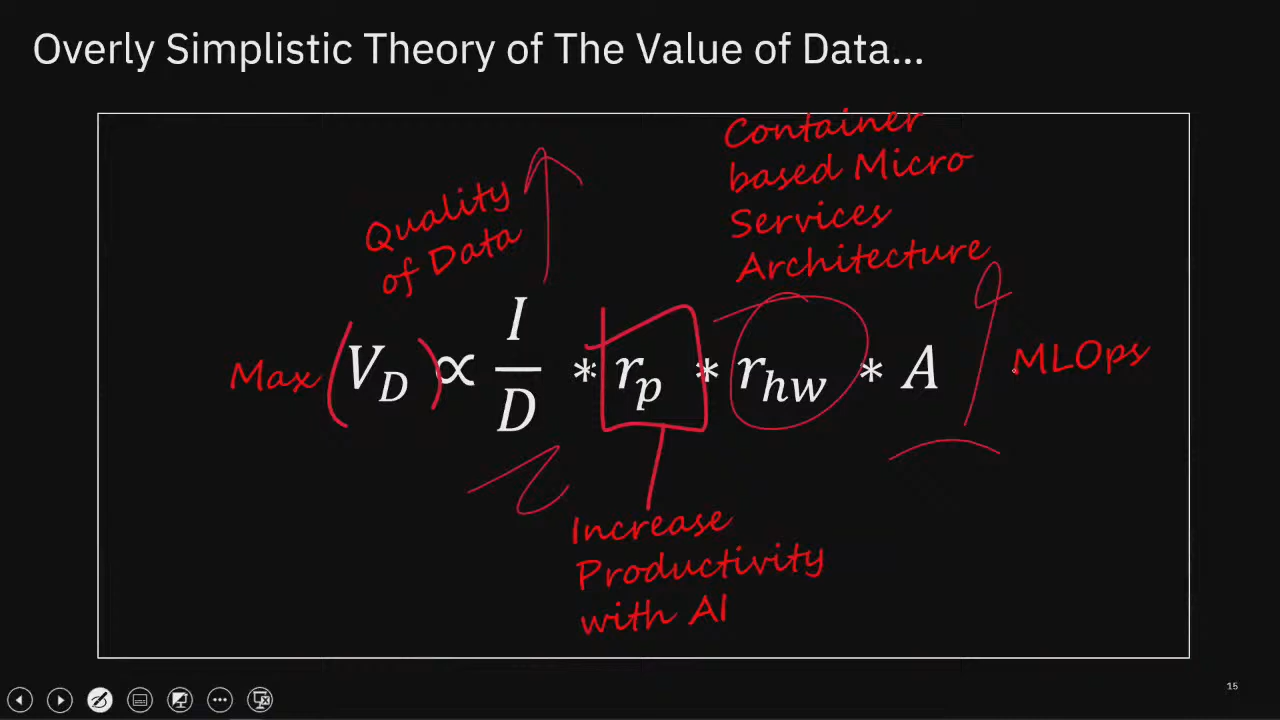 Overly Simplistic Theory of The Value of Data...
Container
based Micro
Services
Architecture
Quality
of Data
Max (V_D) ∝ I/D * r_p * r_hw * A
MLOps
Increase
Productivity
with AI
15